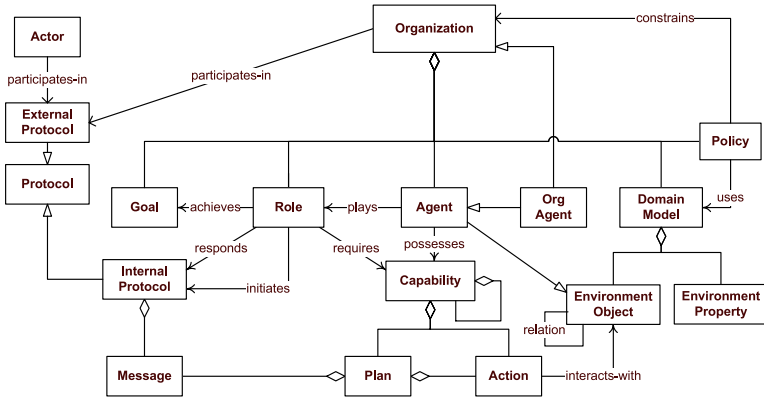 Organization
constrains
Actor
participates-in
participates-in
External
Protocol
Policy
Protocol
Goal
achieves
Role
plays
Agent
Org
Agent
Domain
Model
uses
responds
requires
possesses
Internal
Protocol
initiates
Capability
Environment
Object
Environment
Property
relation
Message
Plan
Action
interacts-with